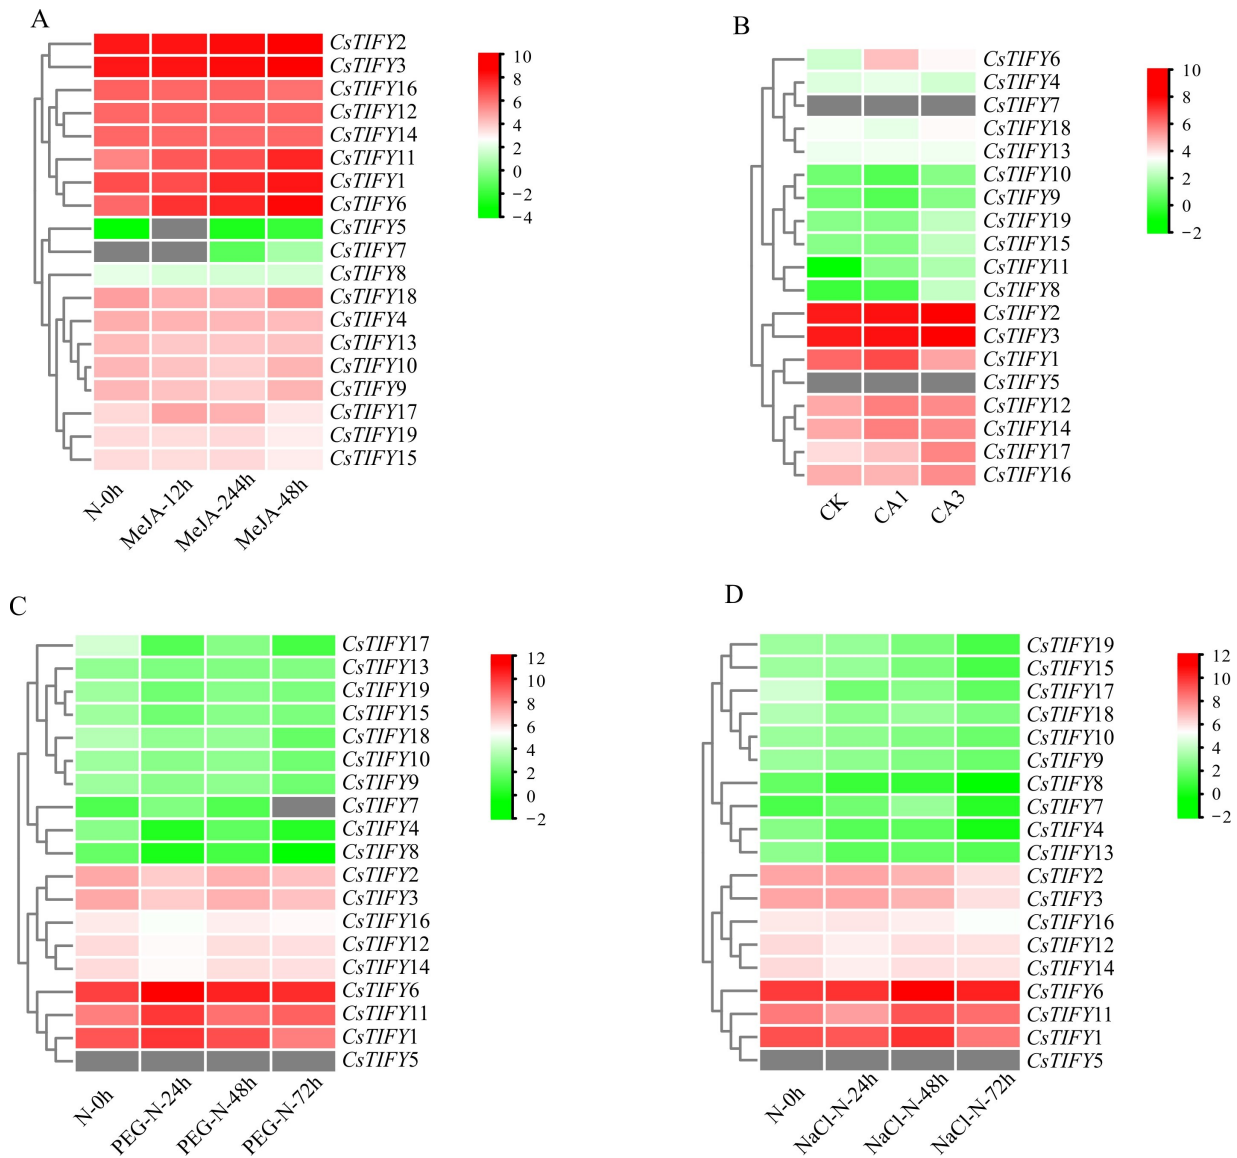 A
CsTIFY2
CsTIFY3
CsTIFY16
CsTIFY12
CsTIFY14
CsTIFY11
CsTIFY1
CsTIFY6
CsTIFY5
CsTIFY7
CsTIFY8
CsTIFY18
CsTIFY4
CsTIFY13
CsTIFY10
CsTIFY9
CsTIFY17
CsTIFY19
CsTIFY15
N-0h
MeJA-12h
MeJA-244h
MeJA-48h
10
8
6
4
2
0
−2
−4
B
CsTIFY6
CsTIFY4
CsTIFY7
CsTIFY18
CsTIFY13
CsTIFY10
CsTIFY9
CsTIFY19
CsTIFY15
CsTIFY11
CsTIFY8
CsTIFY2
CsTIFY3
CsTIFY1
CsTIFY5
CsTIFY12
CsTIFY14
CsTIFY17
CsTIFY16
CK
CA1
CA3
10
8
6
4
2
0
−2
C
CsTIFY17
CsTIFY13
CsTIFY19
CsTIFY15
CsTIFY18
CsTIFY10
CsTIFY9
CsTIFY7
CsTIFY4
CsTIFY8
CsTIFY2
CsTIFY3
CsTIFY16
CsTIFY12
CsTIFY14
CsTIFY6
CsTIFY11
CsTIFY1
CsTIFY5
N-0h
PEG-N-24h
PEG-N-48h
PEG-N-72h
12
10
8
6
4
2
0
−2
D
CsTIFY19
CsTIFY15
CsTIFY17
CsTIFY18
CsTIFY10
CsTIFY9
CsTIFY8
CsTIFY7
CsTIFY4
CsTIFY13
CsTIFY2
CsTIFY3
CsTIFY16
CsTIFY12
CsTIFY14
CsTIFY6
CsTIFY11
CsTIFY1
CsTIFY5
N-0h
NaCl-N-24h
NaCl-N-48h
NaCl-N-72h
12
10
8
6
4
2
0
−2